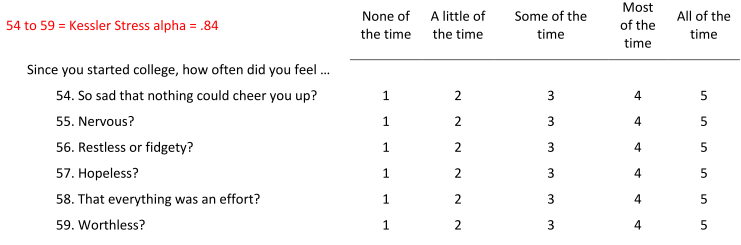 54 to 59 = Kessler Stress alpha = .84
None of the time
A little of the time
Some of the time
Most of the time
All of the time
Since you started college, how often did you feel …
54. So sad that nothing could cheer you up? 1 2 3 4 5
55. Nervous? 1 2 3 4 5
56. Restless or fidgety? 1 2 3 4 5
57. Hopeless? 1 2 3 4 5
58. That everything was an effort? 1 2 3 4 5
59. Worthless? 1 2 3 4 5